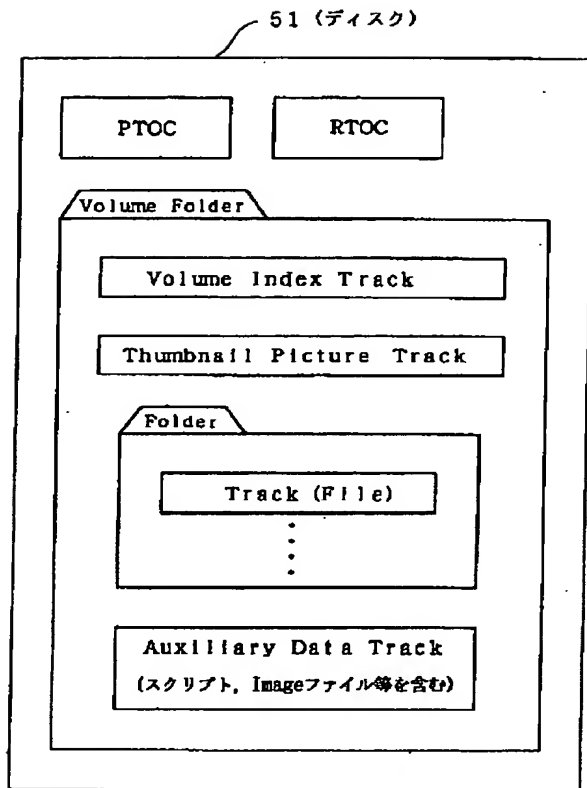 51 (ディスク)
PTOC RTOC
Volume Folder
Volume Index Track
Thumbnail Picture Track
Folder
Track (File)
Auxiliary Data Track
(スクリプト, Imageファイル等を含む)